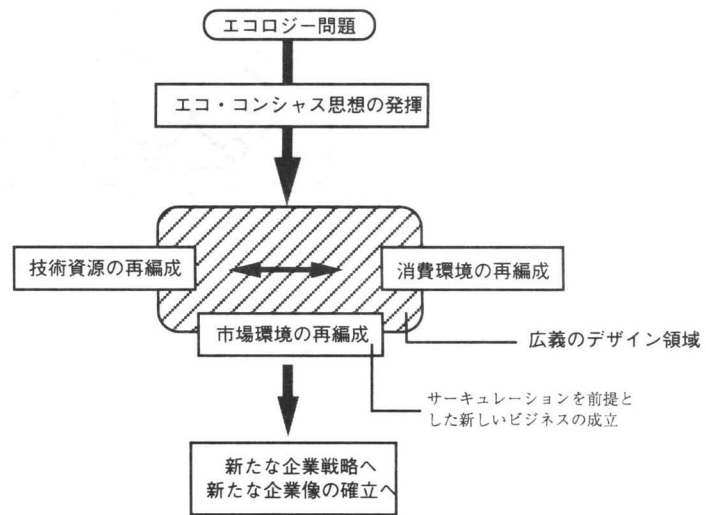 エコロジー問題
エコ・コンシャス思想の発揮
技術資源の再編成
消費環境の再編成
市場環境の再編成
広義のデザイン領域
サーキュレーションを前提と
した新しいビジネスの成立
新たな企業戦略へ
新たな企業像の確立へ